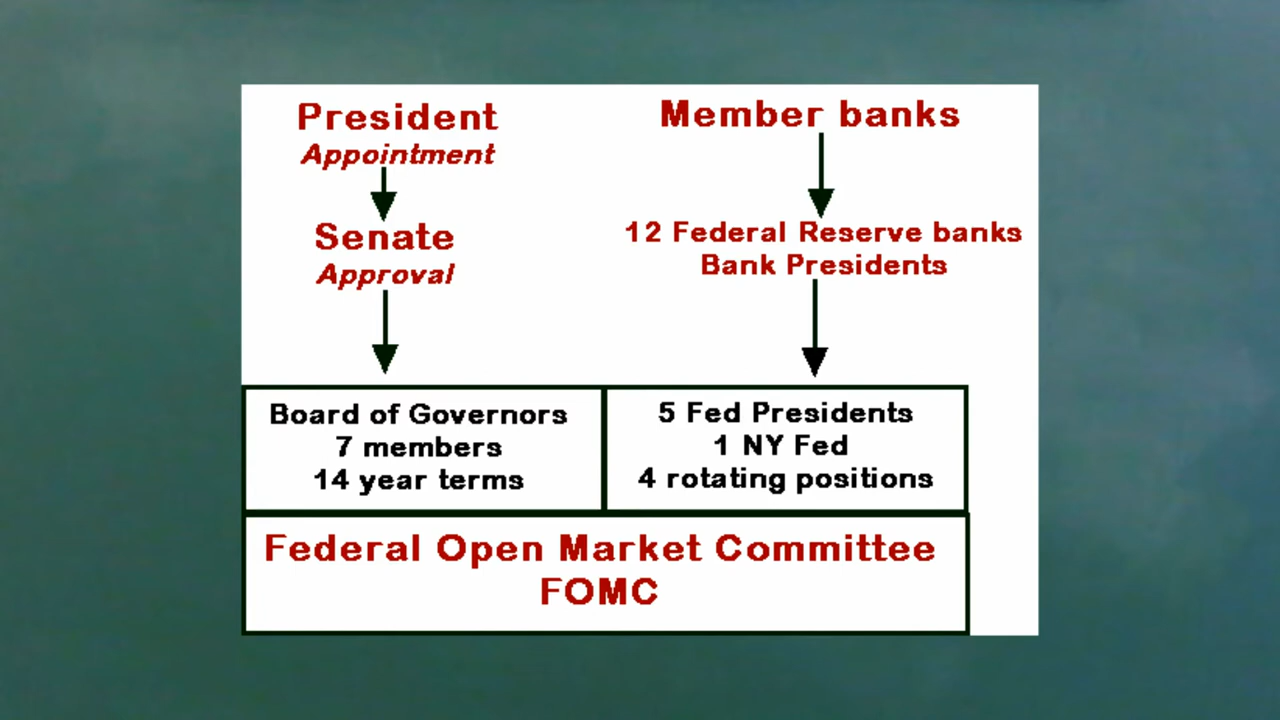 President
Appointment
Senate
Approval
Member banks
12 Federal Reserve banks
Bank Presidents
Board of Governors
7 members
14 year terms
5 Fed Presidents
1 NY Fed
4 rotating positions
Federal Open Market Committee
FOMC